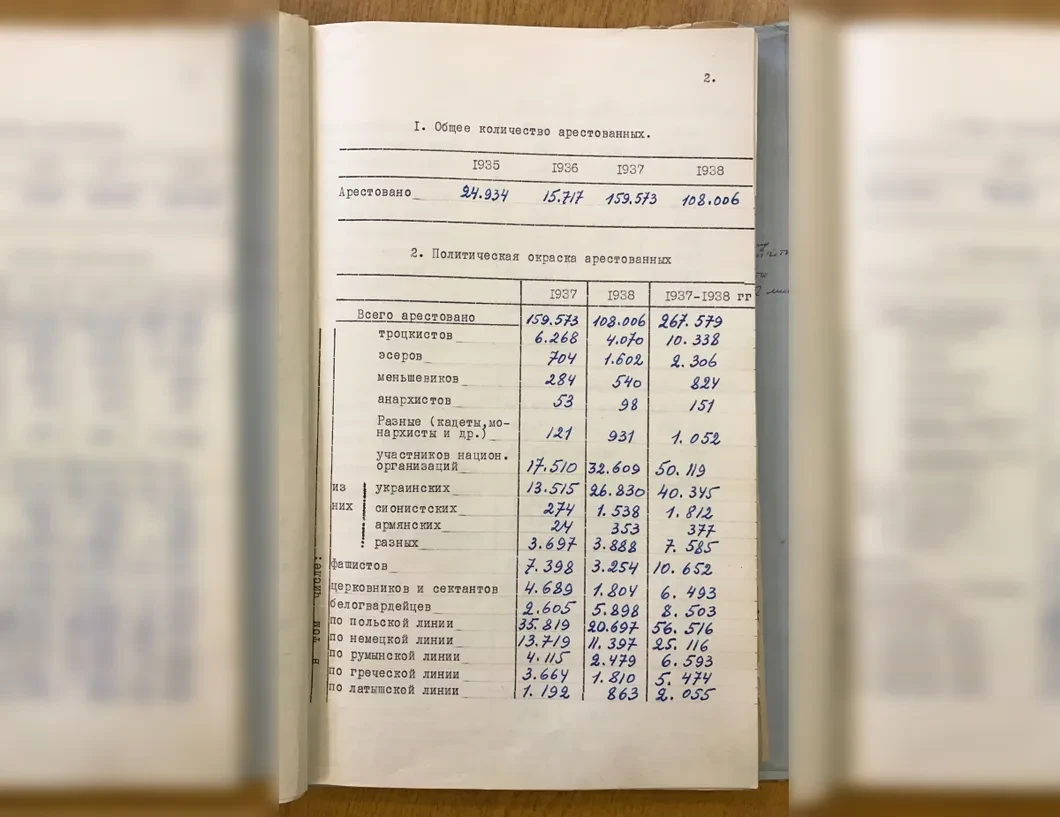 2.
I. Общее количество арестованных.
I935 I936 I937 I938
Арестовано 24.934 15.717 159.573 108.006
2. Политическая окраска арестованных
I937 I938 I937-I938 гг
Всего арестовано 159.573 108.006 267.579
троцкистов 6.268 4.070 10.338
эсеров 704 1.602 2.306
меньшевиков 284 540 824
анархистов 53 98 151
Разные (кадеты,мо-
нархисты и др.) 121 931 1.052
участников национ.
организаций 17.510 32.609 50.119
из украинских 13.515 26.830 40.345
них сионистских 274 1.538 1.812
армянских 24 353 377
разных 3.697 3.888 7.585
фашистов 7.398 3.254 10.652
церковников и сектантов 4.689 1.804 6.493
белогвардейцев 2.605 5.898 8.503
по польской линии 35.819 20.697 56.516
по немецкой линии 13.719 11.397 25.116
по румынской линии 4.115 2.479 6.593
по греческой линии 3.664 1.810 5.474
по латышской линии 1.192 863 2.055
в том числе: